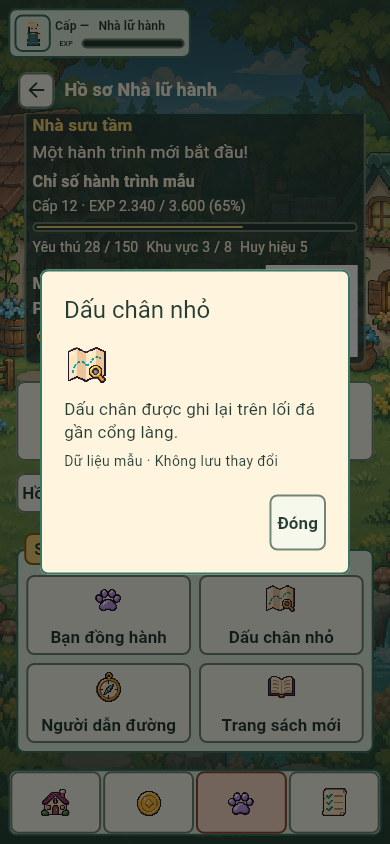 Cấp — Nhà lữ hành
EXP
Hồ sơ Nhà lữ hành
Nhà sưu tầm
Một hành trình mới bắt đầu!
Chỉ số hành trình mẫu
Cấp 12 · EXP 2.340 / 3.600 (65%)
Yêu thú 28 / 150 Khu vực 3 / 8 Huy hiệu 5
Dấu chân nhỏ
Dấu chân được ghi lại trên lối đá
gần cổng làng.
Dữ liệu mẫu · Không lưu thay đổi
Đóng
Bạn đồng hành
Dấu chân nhỏ
Người dẫn đường
Trang sách mới